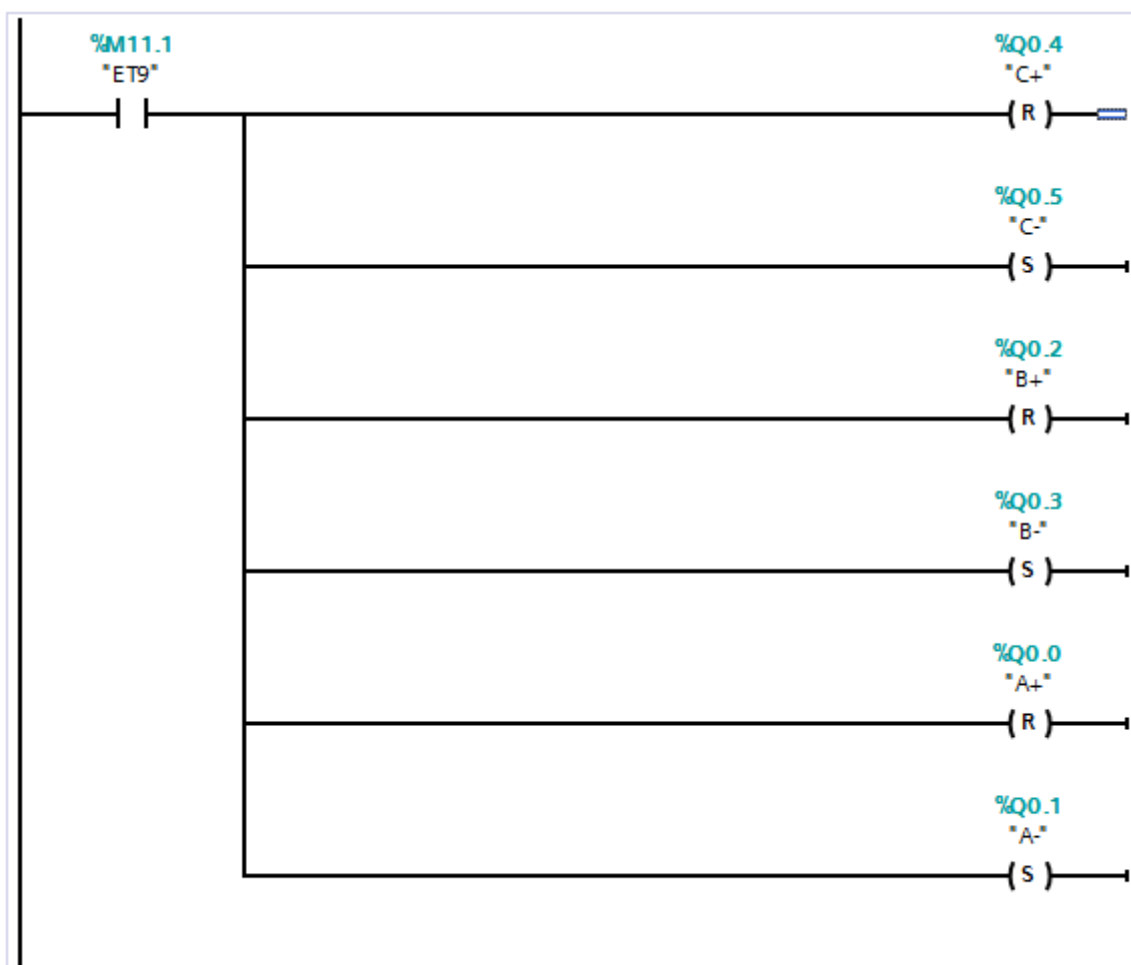 %M11.1
"ET9"
%Q0.4
"C+"
( R )
%Q0.5
"C-"
( S )
%Q0.2
"B+"
( R )
%Q0.3
"B-"
( S )
%Q0.0
"A+"
( R )
%Q0.1
"A-"
( S )